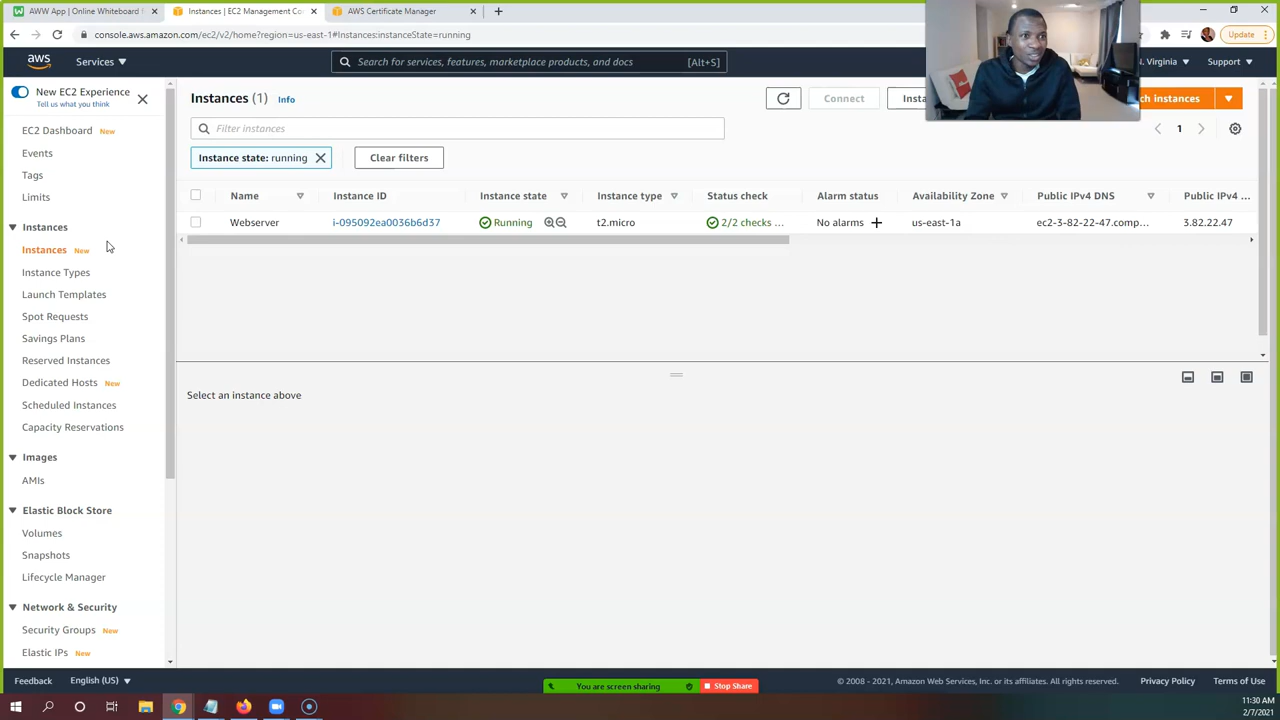 AWW App | Online Whiteboard
Instances | EC2 Management Co
AWS Certificate Manager
console.aws.amazon.com/ec2/v2/home?region=us-east-1#Instances:instanceState=running
Update
aws
Services
Search for services, features, marketplace products, and docs
[Alt+S]
N. Virginia
Support
New EC2 Experience
Tell us what you think
EC2 Dashboard New
Events
Tags
Limits
Instances
Instances New
Instance Types
Launch Templates
Spot Requests
Savings Plans
Reserved Instances
Dedicated Hosts New
Scheduled Instances
Capacity Reservations
Images
AMIs
Elastic Block Store
Volumes
Snapshots
Lifecycle Manager
Network & Security
Security Groups New
Elastic IPs New
Instances (1) Info
Connect
Insta
ch instances
Filter instances
1
Instance state: running
Clear filters
Name Instance ID Instance state Instance type Status check Alarm status Availability Zone Public IPv4 DNS Public IPv4 ...
Webserver i-095092ea0036b6d37 Running t2.micro 2/2 checks ... No alarms + us-east-1a ec2-3-82-22-47.comp... 3.82.22.47
Select an instance above
Feedback English (US)
You are screen sharing
Stop Share
© 2008 - 2021, Amazon Web Services, Inc. or its affiliates. All rights reserved. Privacy Policy Terms of Use
11:30 AM
2/7/2021